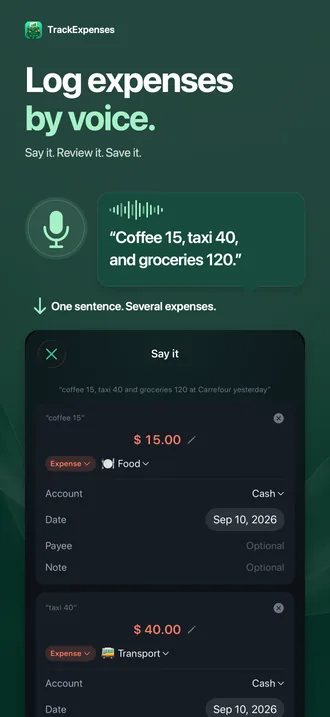 TrackExpenses
Log expenses
by voice.
Say it. Review it. Save it.
“Coffee 15, taxi 40,
and groceries 120.”
One sentence. Several expenses.
Say it
“coffee 15, taxi 40 and groceries 120 at Carrefour yesterday”
“coffee 15”
$ 15.00
Expense Food
Account Cash
Date Sep 10, 2026
Payee Optional
Note Optional
“taxi 40”
$ 40.00
Expense Transport
Account Cash
Date Sep 10, 2026